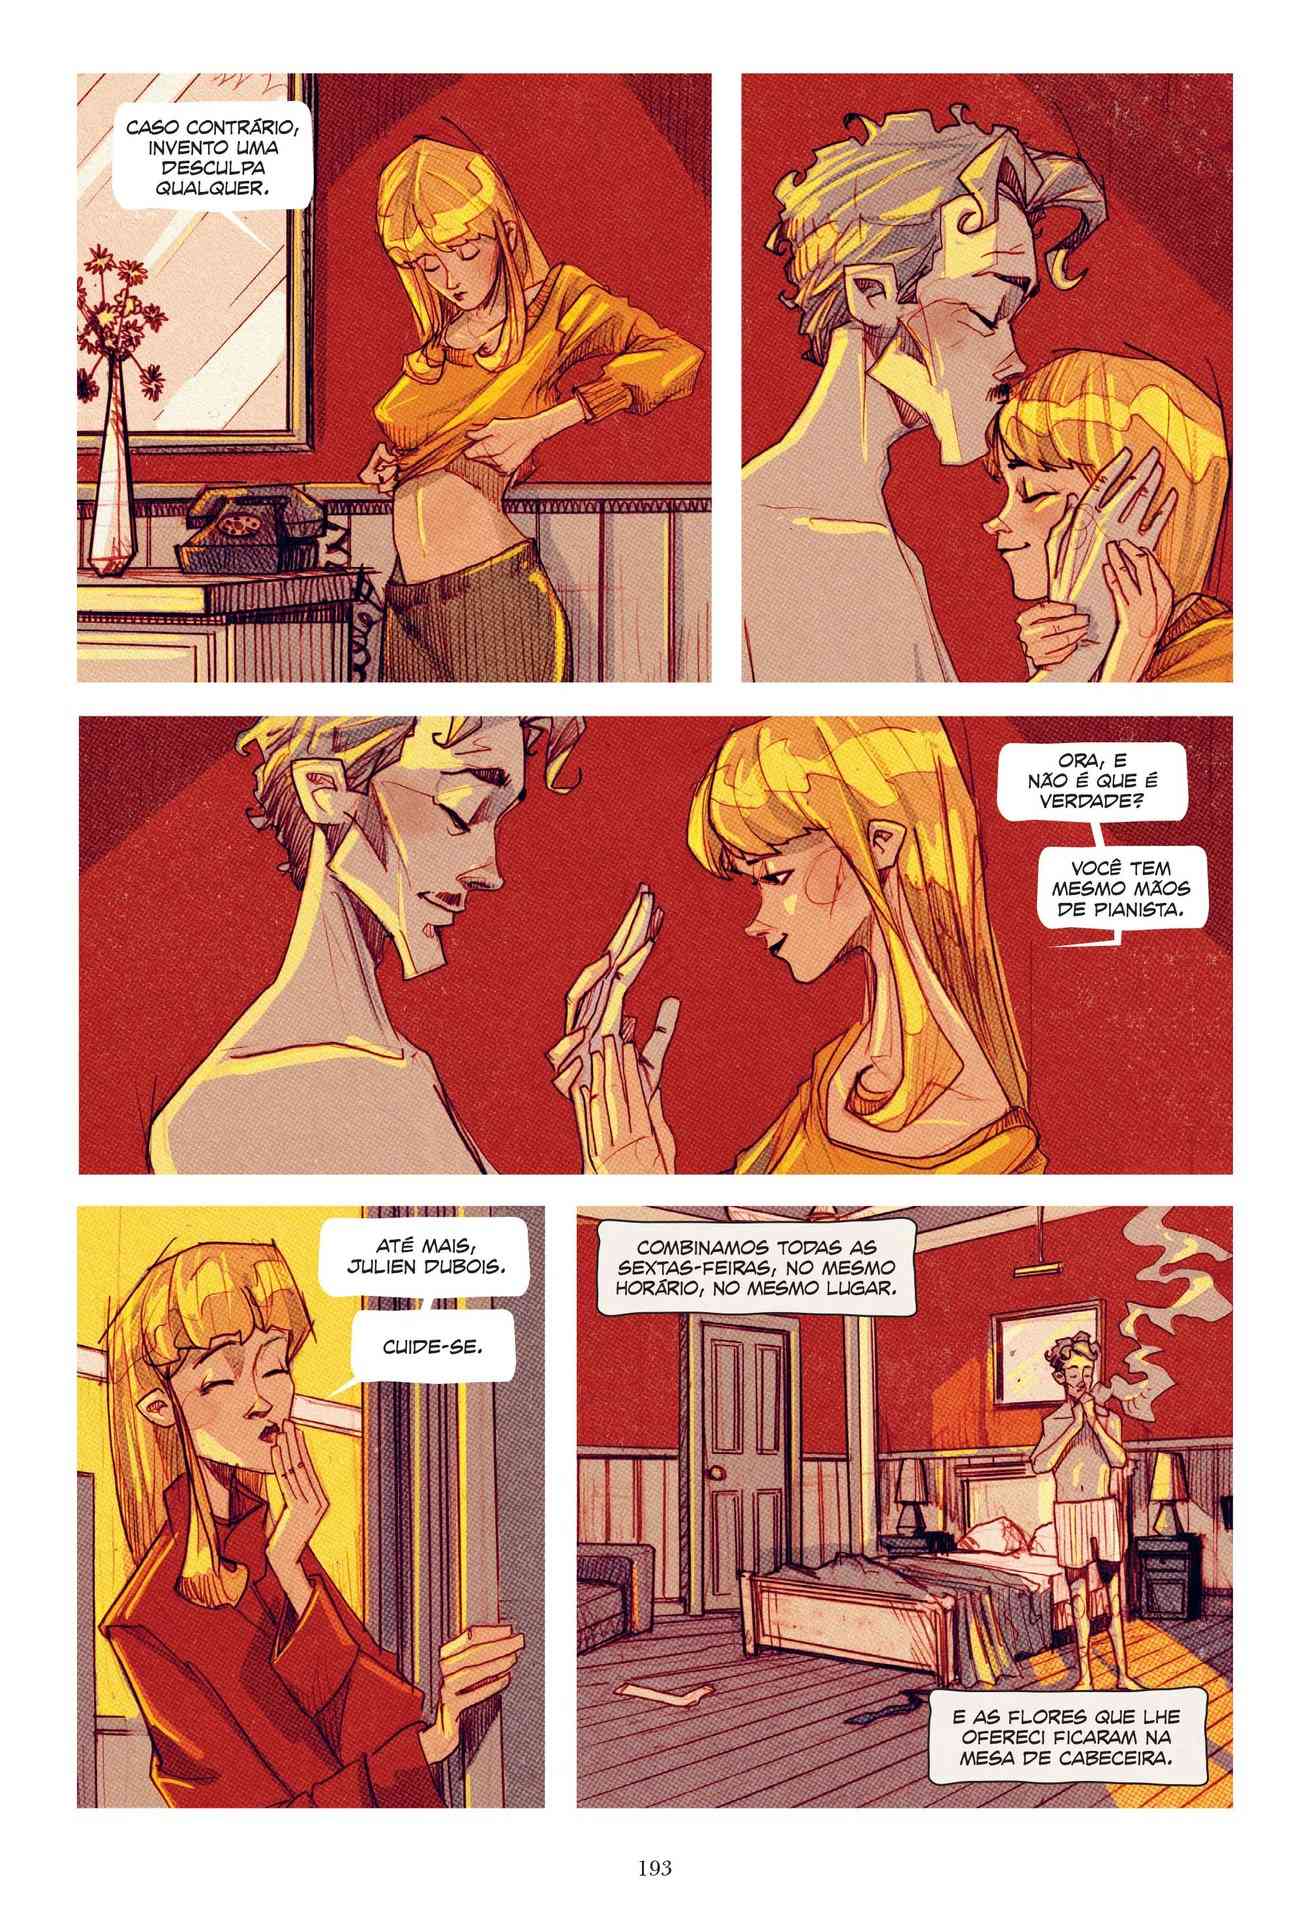 CASO CONTRÁRIO,
INVENTO UMA
DESCULPA
QUALQUER.
ORA, E
NÃO É QUE É
VERDADE?
VOCÊ TEM
MESMO MÃOS
DE PIANISTA.
ATÉ MAIS,
JULIEN DUBOIS.
CUIDE-SE.
COMBINAMOS TODAS AS
SEXTAS-FEIRAS, NO MESMO
HORÁRIO, NO MESMO LUGAR.
E AS FLORES QUE LHE
OFERECI FICARAM NA
MESA DE CABECEIRA.
193